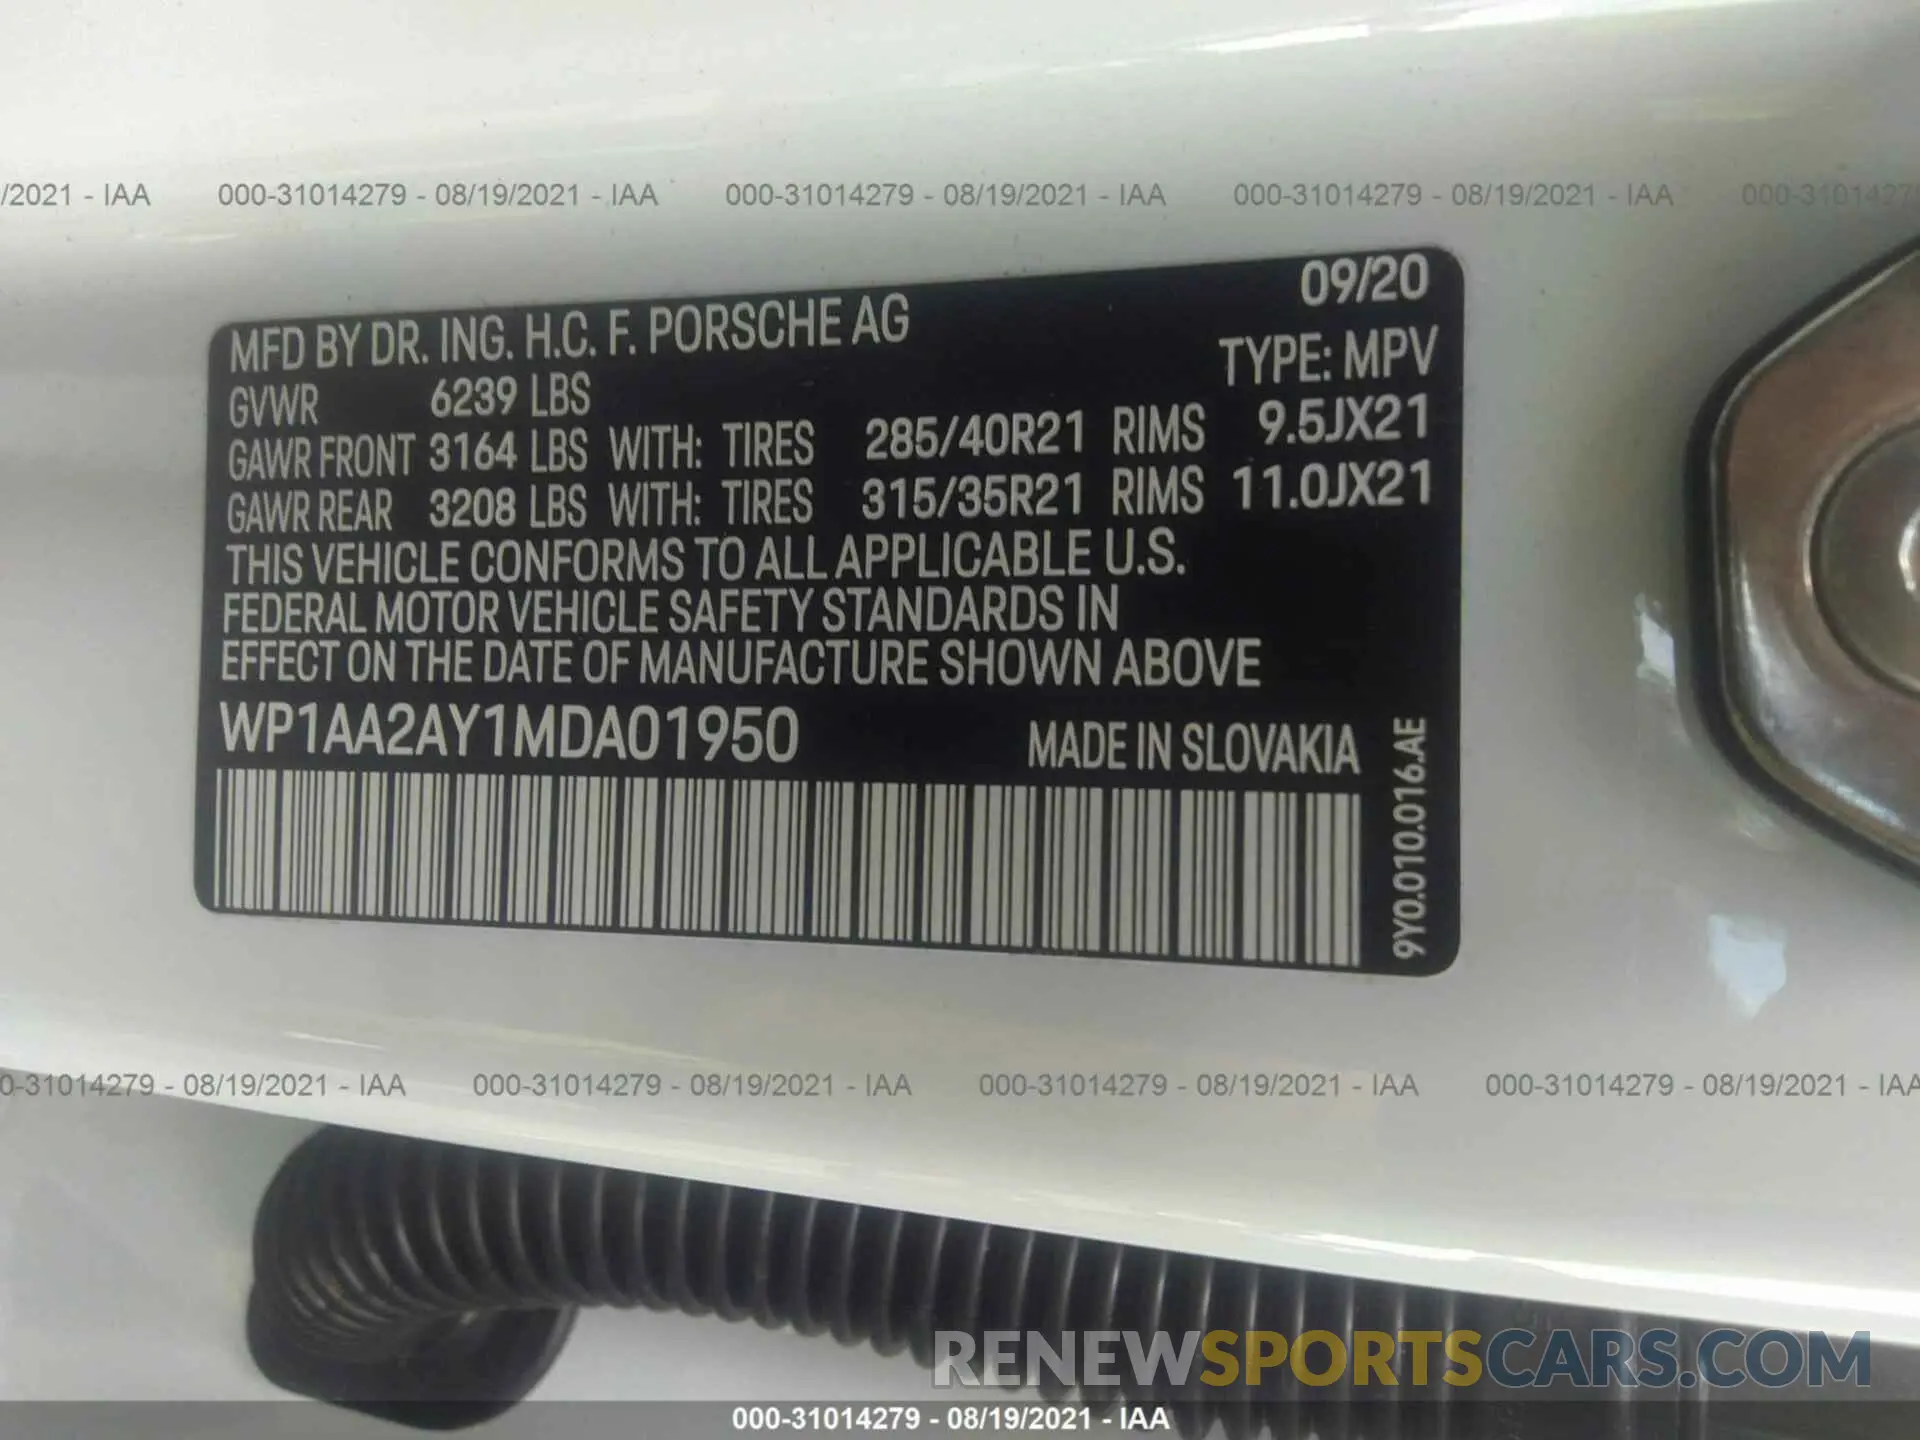 /2021 - IAA 000-31014279 - 08/19/2021 - IAA 000-31014279 - 08/19/2021 - IAA 000-31014279 - 08/19/2021 - IAA 000-3101427
09/20
MFD BY DR. ING. H.C. F. PORSCHE AG TYPE: MPV
GVWR 6239 LBS
GAWR FRONT 3164 LBS WITH: TIRES 285/40R21 RIMS 9.5JX21
GAWR REAR 3208 LBS WITH: TIRES 315/35R21 RIMS 11.0JX21
THIS VEHICLE CONFORMS TO ALL APPLICABLE U.S.
FEDERAL MOTOR VEHICLE SAFETY STANDARDS IN
EFFECT ON THE DATE OF MANUFACTURE SHOWN ABOVE
WP1AA2AY1MDA01950 MADE IN SLOVAKIA
9Y0.010.016.AE
0-31014279 - 08/19/2021 - IAA 000-31014279 - 08/19/2021 - IAA 000-31014279 - 08/19/2021 - IAA 000-31014279 - 08/19/2021 - IAA
RENEWSPORTSCARS.COM
000-31014279 - 08/19/2021 - IAA